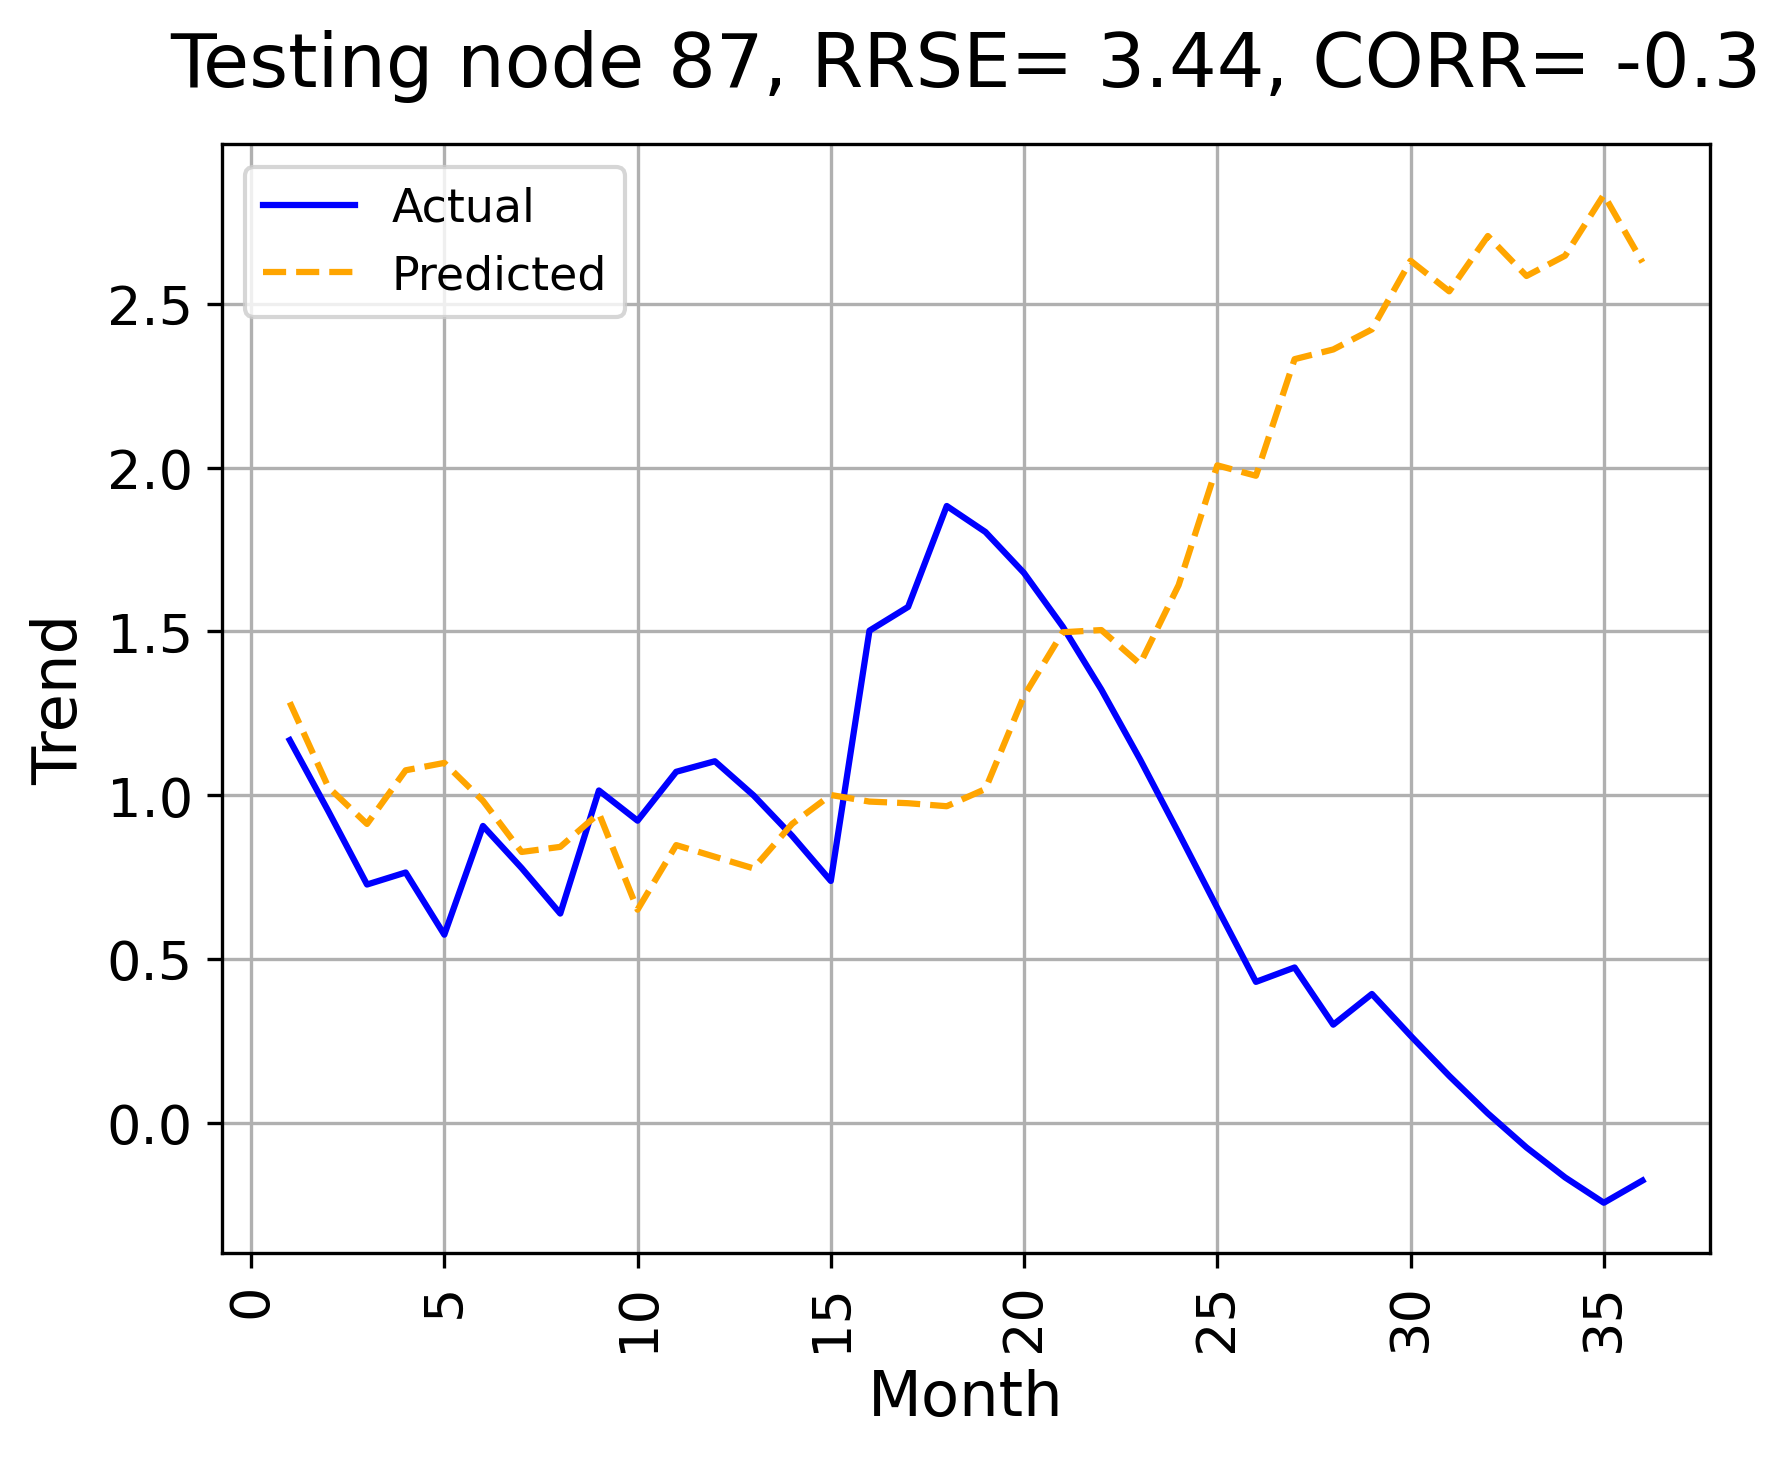 Testing node 87, RRSE= 3.44, CORR= -0.3
Actual
Predicted
2.5
2.0
1.5
1.0
0.5
0.0
Trend
0 5 10 15 20 25 30 35
Month